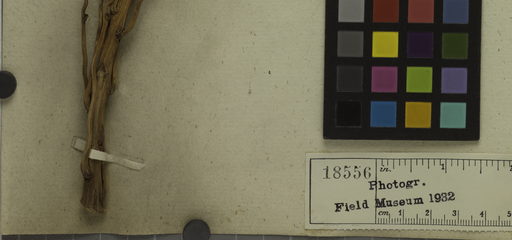 18556
in. 1
Photogr.
Field Museum 1932
cm. 1 2 3 4 5